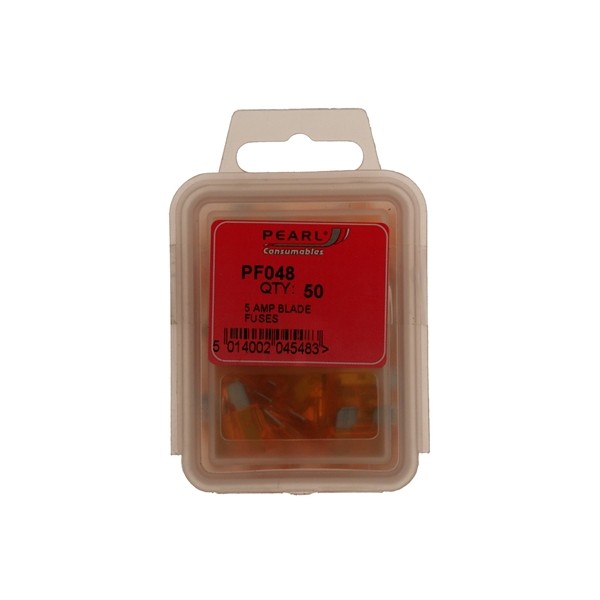 PEARL®
Consumables
PF048
QTY: 50
5 AMP BLADE
FUSES
5 014002 045483>